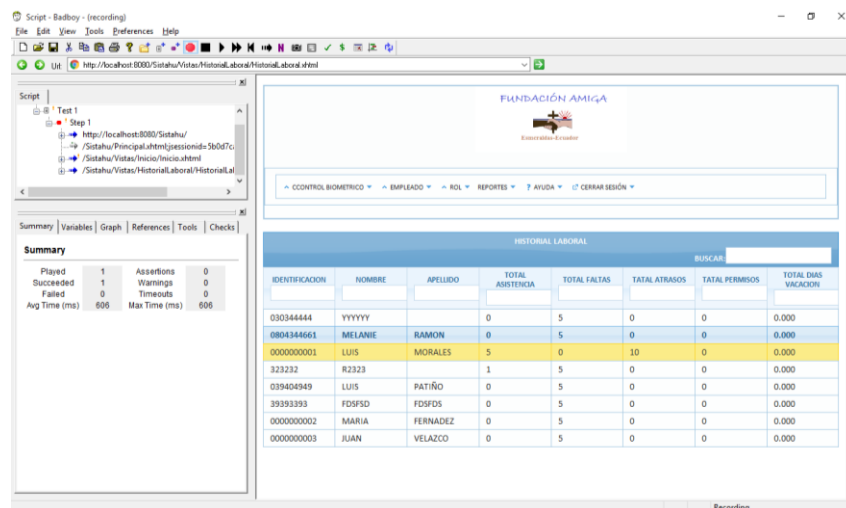 Script - Badboy - (recording)
File Edit View Tools Preferences Help
Url: http://localhost:8080/Sistahu/Vistas/HistorialLaboral/HistorialLaboral.xhtml
Script
Test 1
Step 1
http://localhost:8080/Sistahu/
/Sistahu/Principal.xhtml;jsessionid=5b0d7c
/Sistahu/Vistas/Inicio/Inicio.xhtml
/Sistahu/Vistas/HistorialLaboral/HistorialLal
Summary Variables Graph References Tools Checks
Summary
Played 1 Assertions 0
Succeeded 1 Warnings 0
Failed 0 Timeouts 0
Avg Time (ms) 606 Max Time (ms) 606
FUNDACIÓN AMIGA
Esmeraldas-Ecuador
CCONTROL BIOMETRICO EMPLEADO ROL REPORTES ? AYUDA CERRAR SESIÓN
HISTORIAL LABORAL
BUSCAR:
IDENTIFICACION NOMBRE APELLIDO TOTAL ASISTENCIA TOTAL FALTAS TATAL ATRASOS TATAL PERMISOS TOTAL DIAS VACACION
030344444 YYYYYY 0 5 0 0 0.000
0804344661 MELANIE RAMON 0 5 0 0 0.000
0000000001 LUIS MORALES 5 0 10 0 0.000
323232 R2323 1 5 0 0 0.000
039404949 LUIS PATIÑO 0 5 0 0 0.000
39393393 FDSFSD FDSFDS 0 5 0 0 0.000
0000000002 MARIA FERNADEZ 0 5 0 0 0.000
0000000003 JUAN VELAZCO 0 5 0 0 0.000
Recording